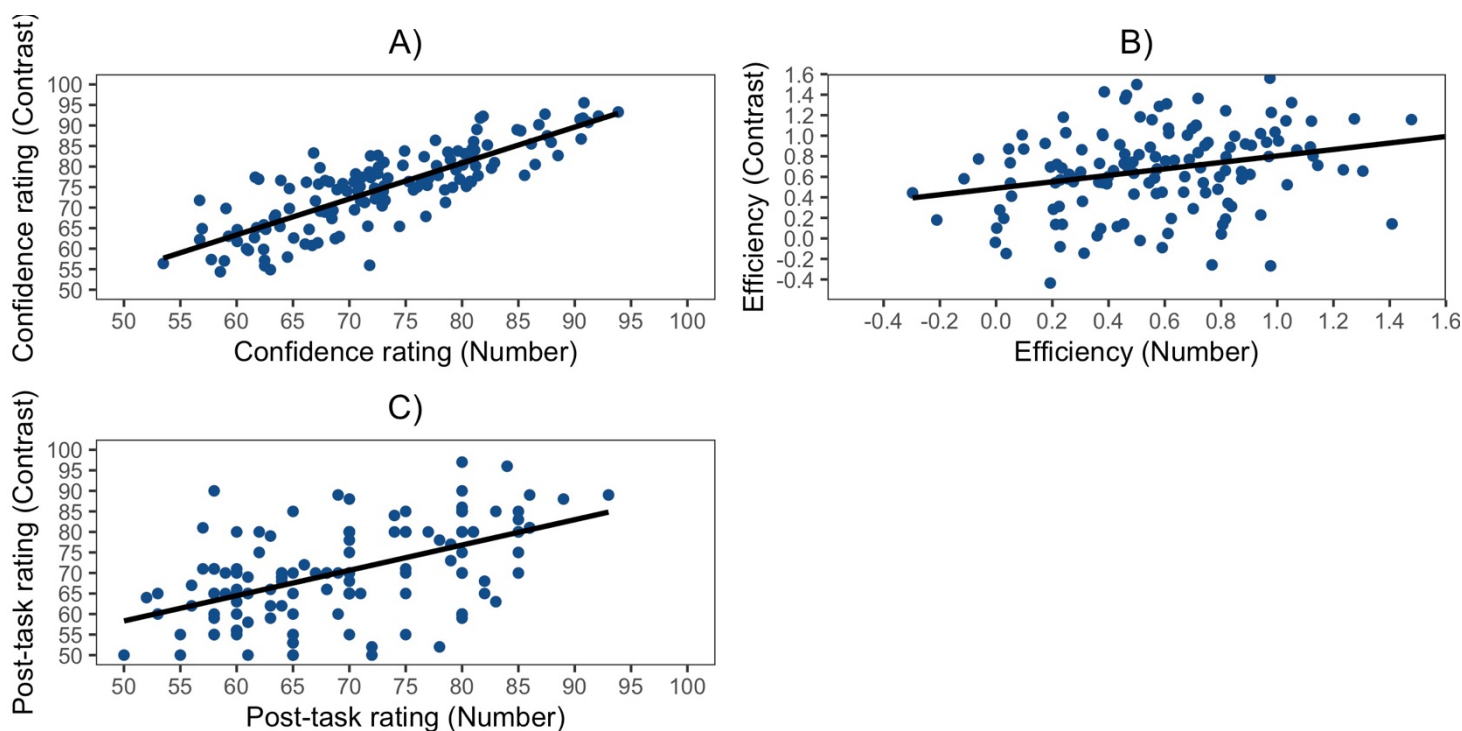 A)
Confidence rating (Contrast)
100
95
90
85
80
75
70
65
60
55
50
50 55 60 65 70 75 80 85 90 95 100
Confidence rating (Number)
B)
Efficiency (Contrast)
1.6
1.4
1.2
1.0
0.8
0.6
0.4
0.2
0.0
-0.2
-0.4
-0.4 -0.2 0.0 0.2 0.4 0.6 0.8 1.0 1.2 1.4 1.6
Efficiency (Number)
C)
Post-task rating (Contrast)
100
95
90
85
80
75
70
65
60
55
50
50 55 60 65 70 75 80 85 90 95 100
Post-task rating (Number)